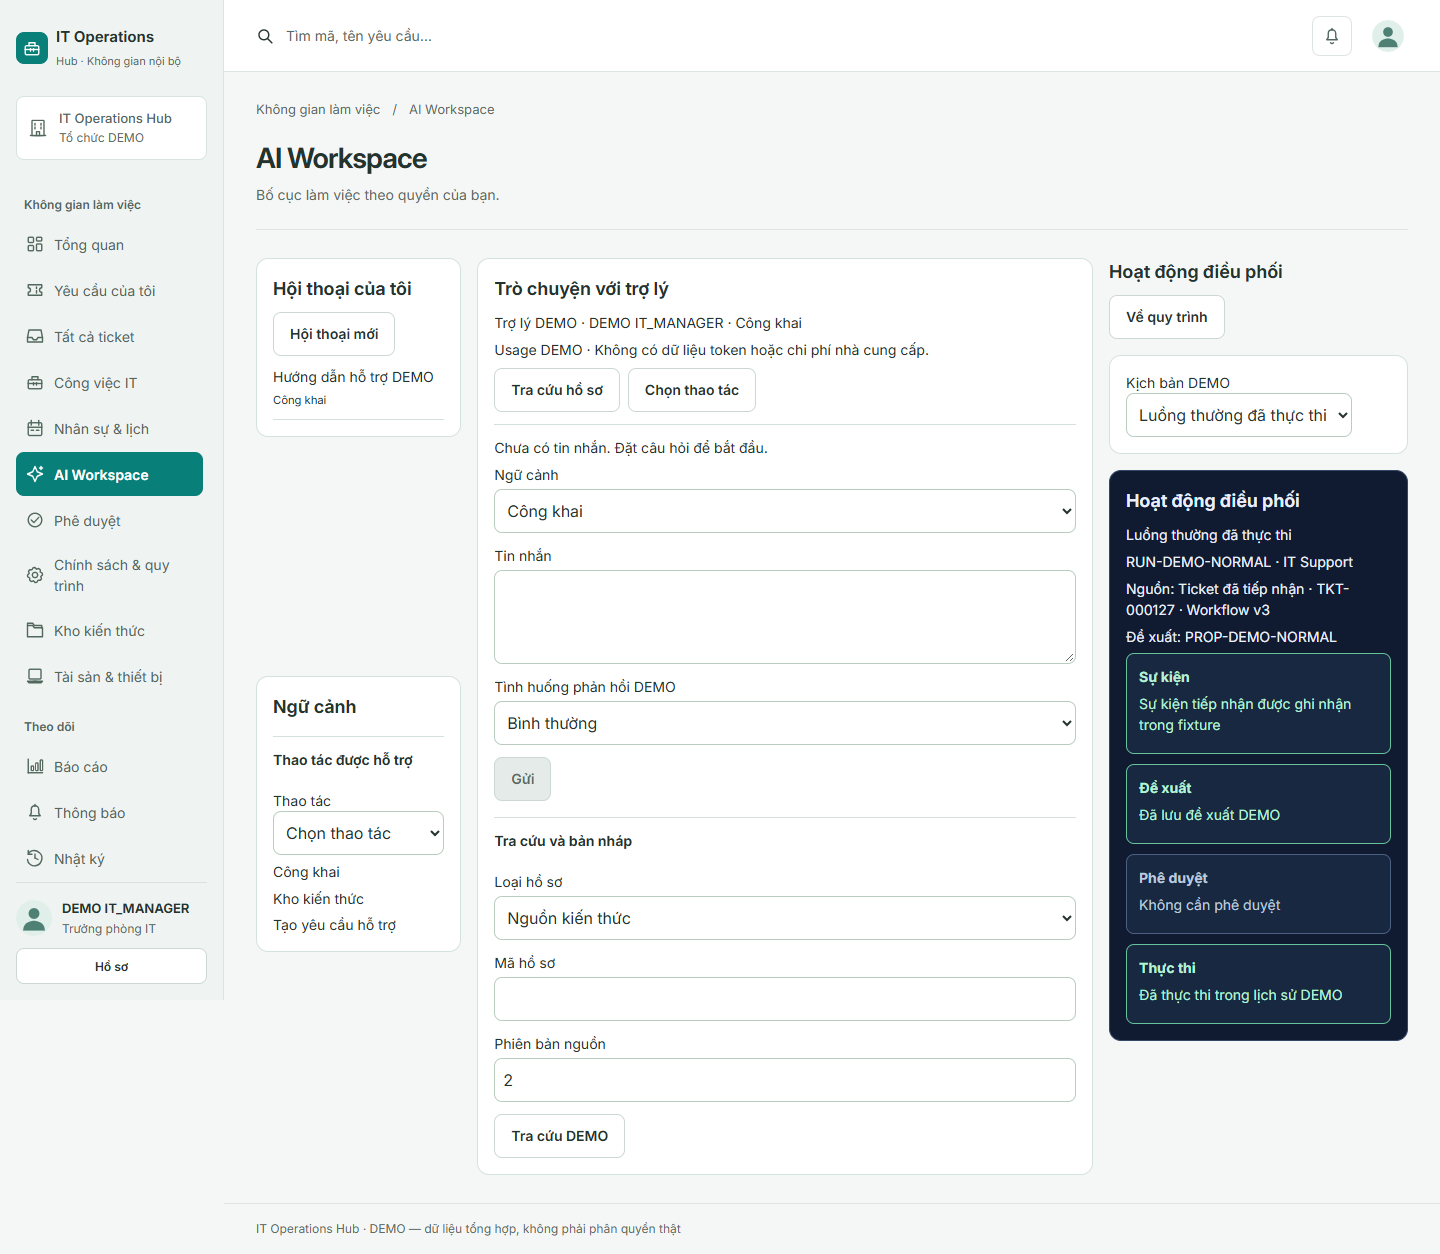 IT Operations
Hub · Không gian nội bộ
IT Operations Hub
Tổ chức DEMO
Không gian làm việc
Tổng quan
Yêu cầu của tôi
Tất cả ticket
Công việc IT
Nhân sự & lịch
AI Workspace
Phê duyệt
Chính sách & quy
trình
Kho kiến thức
Tài sản & thiết bị
Theo dõi
Báo cáo
Thông báo
Nhật ký
DEMO IT_MANAGER
Trưởng phòng IT
Hồ sơ
Tìm mã, tên yêu cầu...
Không gian làm việc / AI Workspace
AI Workspace
Bố cục làm việc theo quyền của bạn.
Hội thoại của tôi
Hội thoại mới
Hướng dẫn hỗ trợ DEMO
Công khai
Ngữ cảnh
Thao tác được hỗ trợ
Thao tác
Chọn thao tác
Công khai
Kho kiến thức
Tạo yêu cầu hỗ trợ
Trò chuyện với trợ lý
Trợ lý DEMO · DEMO IT_MANAGER · Công khai
Usage DEMO · Không có dữ liệu token hoặc chi phí nhà cung cấp.
Tra cứu hồ sơ
Chọn thao tác
Chưa có tin nhắn. Đặt câu hỏi để bắt đầu.
Ngữ cảnh
Công khai
Tin nhắn
Tình huống phản hồi DEMO
Bình thường
Gửi
Tra cứu và bản nháp
Loại hồ sơ
Nguồn kiến thức
Mã hồ sơ
Phiên bản nguồn
2
Tra cứu DEMO
Hoạt động điều phối
Về quy trình
Kịch bản DEMO
Luồng thường đã thực thi
Hoạt động điều phối
Luồng thường đã thực thi
RUN-DEMO-NORMAL · IT Support
Nguồn: Ticket đã tiếp nhận · TKT-
000127 · Workflow v3
Đề xuất: PROP-DEMO-NORMAL
Sự kiện
Sự kiện tiếp nhận được ghi nhận
trong fixture
Đề xuất
Đã lưu đề xuất DEMO
Phê duyệt
Không cần phê duyệt
Thực thi
Đã thực thi trong lịch sử DEMO
IT Operations Hub · DEMO — dữ liệu tổng hợp, không phải phân quyền thật